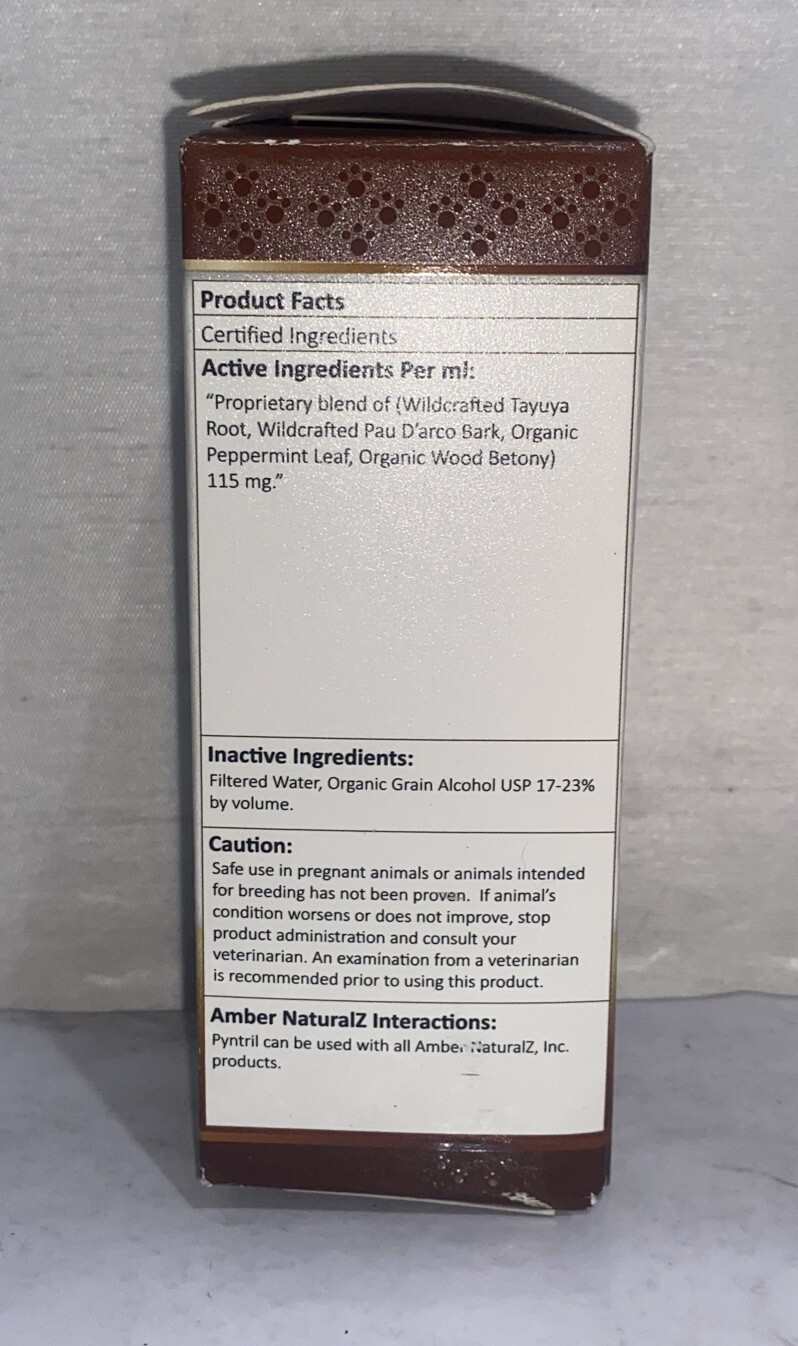 Product Facts
Certified Ingredients
Active Ingredients Per ml:
“Proprietary blend of (Wildcrafted Tayuya
Root, Wildcrafted Pau D’arco Bark, Organic
Peppermint Leaf, Organic Wood Betony)
115 mg.”
Inactive Ingredients:
Filtered Water, Organic Grain Alcohol USP 17-23%
by volume.
Caution:
Safe use in pregnant animals or animals intended
for breeding has not been proven.  If animal’s
condition worsens or does not improve, stop
product administration and consult your
veterinarian. An examination from a veterinarian
is recommended prior to using this product.
Amber NaturalZ Interactions:
Pyntril can be used with all Amber NaturalZ, Inc.
products.